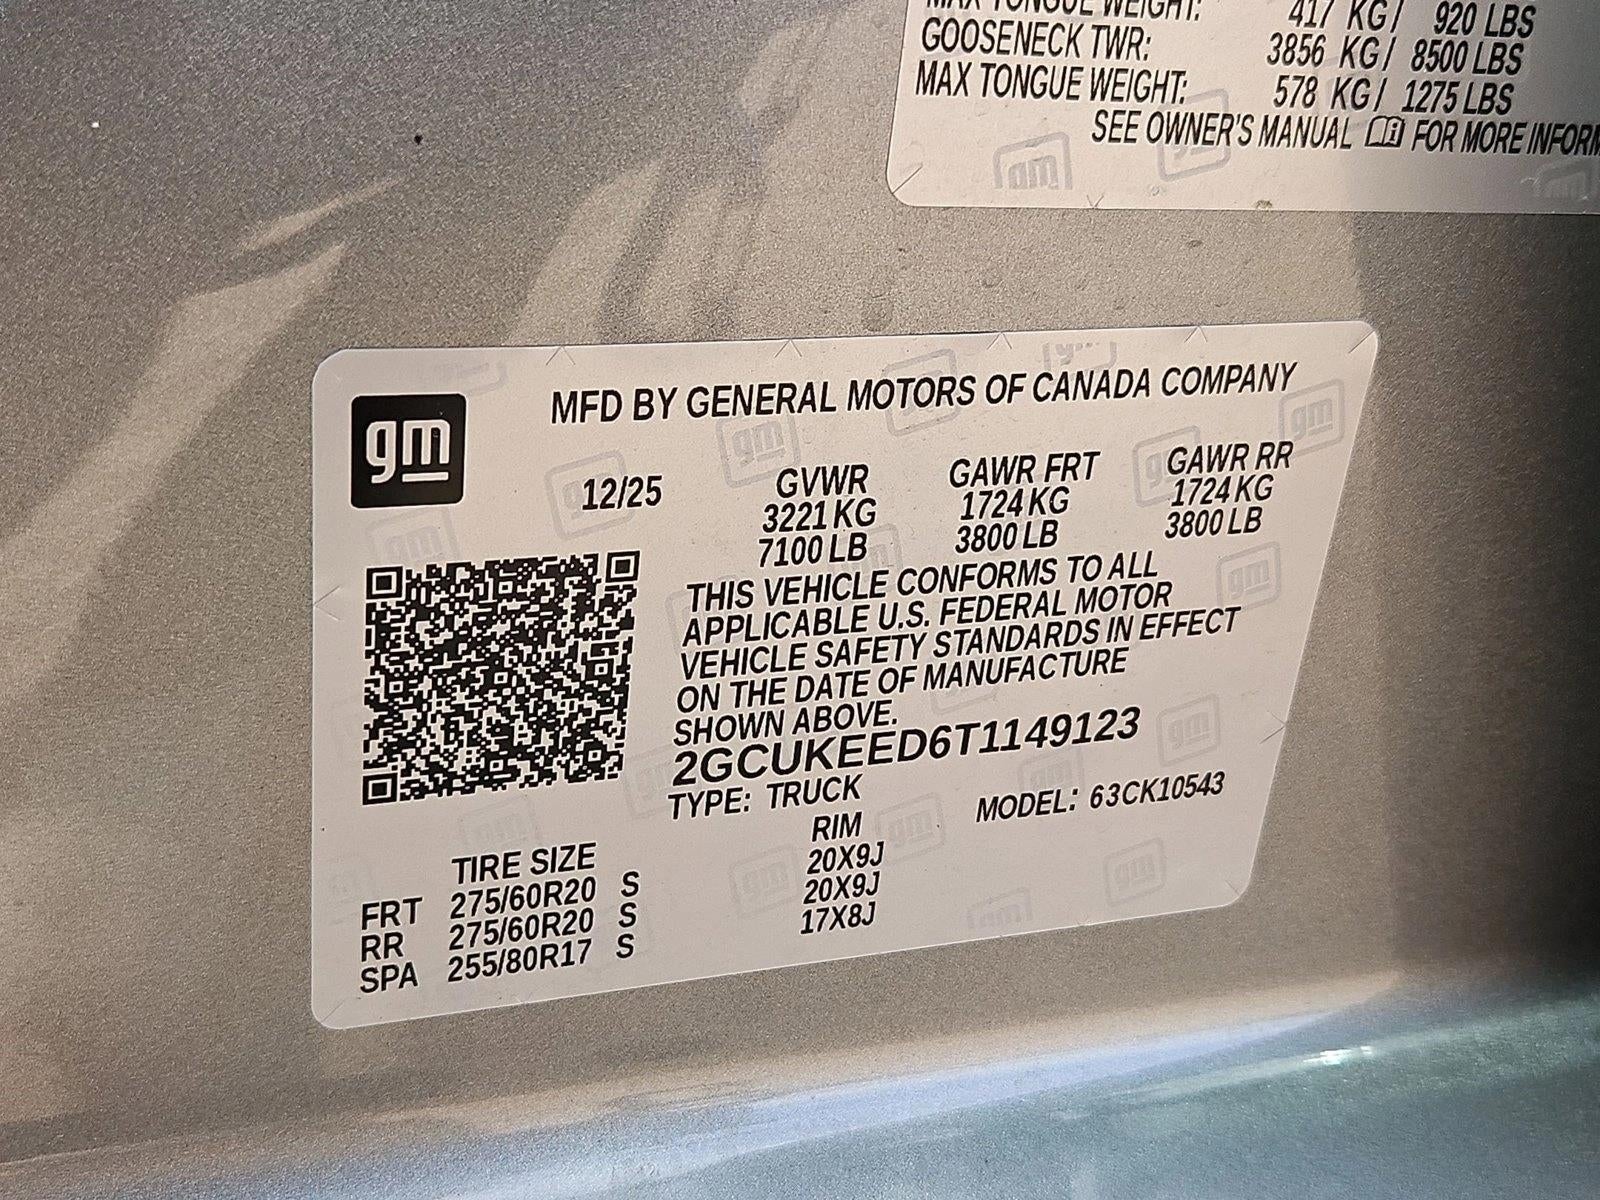 MAX TONGUE WEIGHT: 417 KG/ 920 LBS
GOOSENECK TWR: 3856 KG/ 8500 LBS
MAX TONGUE WEIGHT: 578 KG/ 1275 LBS
SEE OWNER'S MANUAL FOR MORE INFORM
gm
MFD BY GENERAL MOTORS OF CANADA COMPANY
12/25 GVWR GAWR FRT GAWR RR
3221 KG 1724 KG 1724 KG
7100 LB 3800 LB 3800 LB
THIS VEHICLE CONFORMS TO ALL
APPLICABLE U.S. FEDERAL MOTOR
VEHICLE SAFETY STANDARDS IN EFFECT
ON THE DATE OF MANUFACTURE
SHOWN ABOVE.
2GCUKEED6T1149123
TYPE: TRUCK MODEL: 63CK10543
TIRE SIZE RIM
FRT 275/60R20 S 20X9J
RR 275/60R20 S 20X9J
SPA 255/80R17 S 17X8J